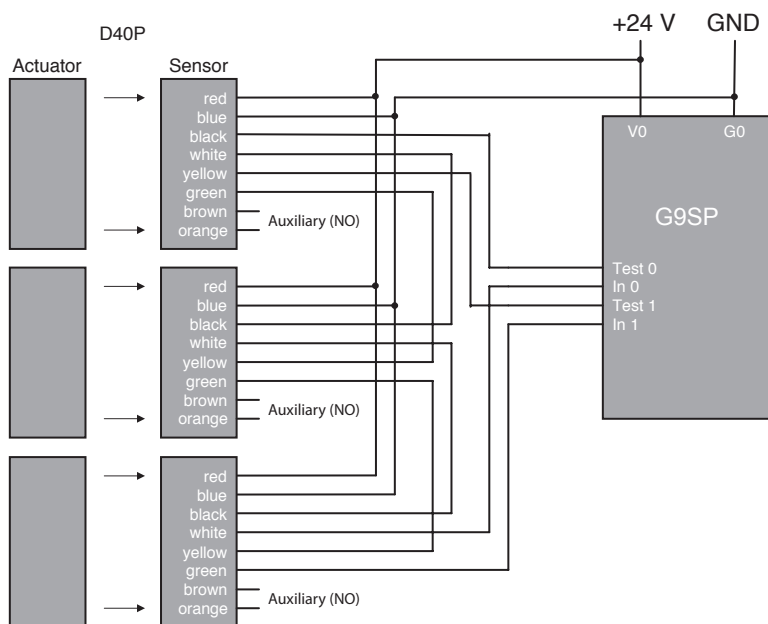 +24 V GND
D40P
Actuator Sensor
red
blue
black
white
yellow
green
brown
orange
Auxiliary (NO)
V0 G0
G9SP
Test 0
In 0
Test 1
In 1
red
blue
black
white
yellow
green
brown
orange
Auxiliary (NO)
red
blue
black
white
yellow
green
brown
orange
Auxiliary (NO)